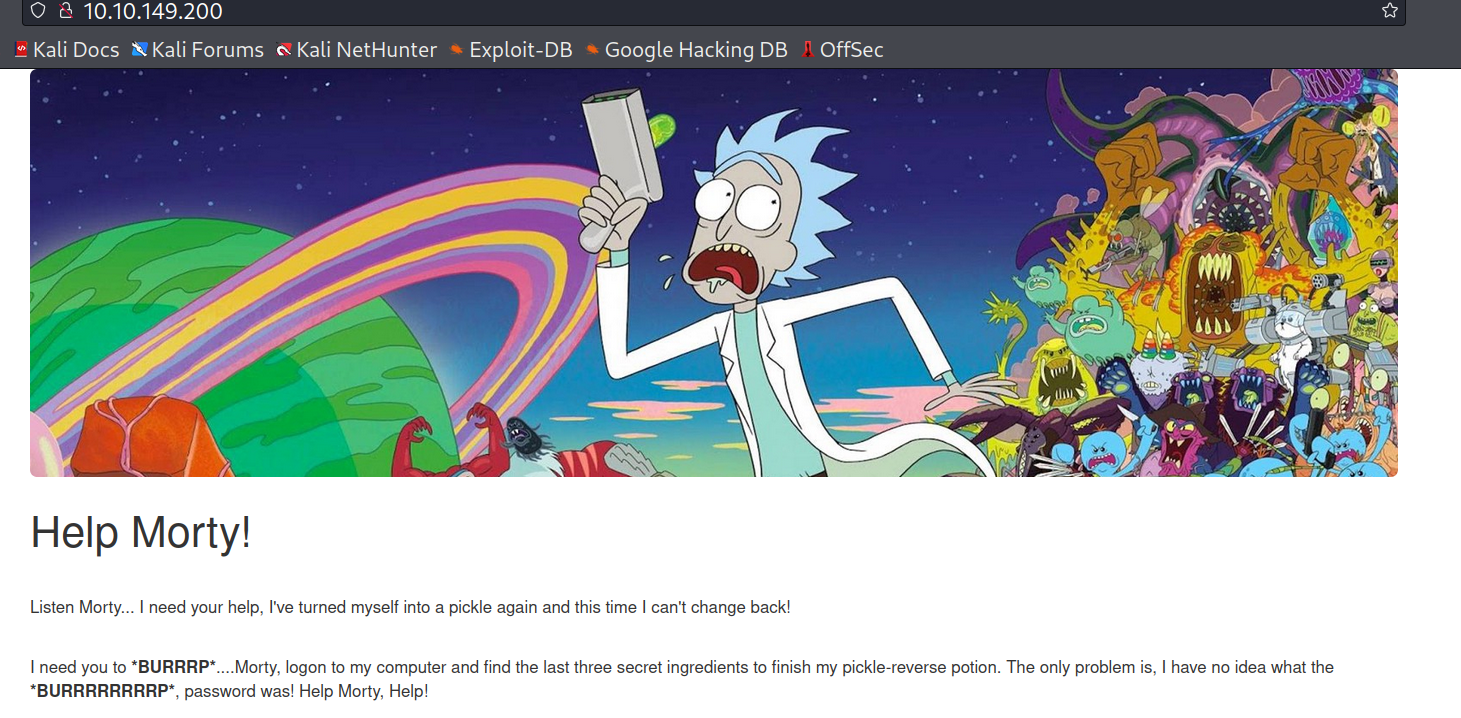 10.10.149.200
Kali Docs Kali Forums Kali NetHunter Exploit-DB Google Hacking DB OffSec
Help Morty!
Listen Morty... I need your help, I've turned myself into a pickle again and this time I can't change back!
I need you to *BURRRP*....Morty, logon to my computer and find the last three secret ingredients to finish my pickle-reverse potion. The only problem is, I have no idea what the
*BURRRRRRRRP*, password was! Help Morty, Help!